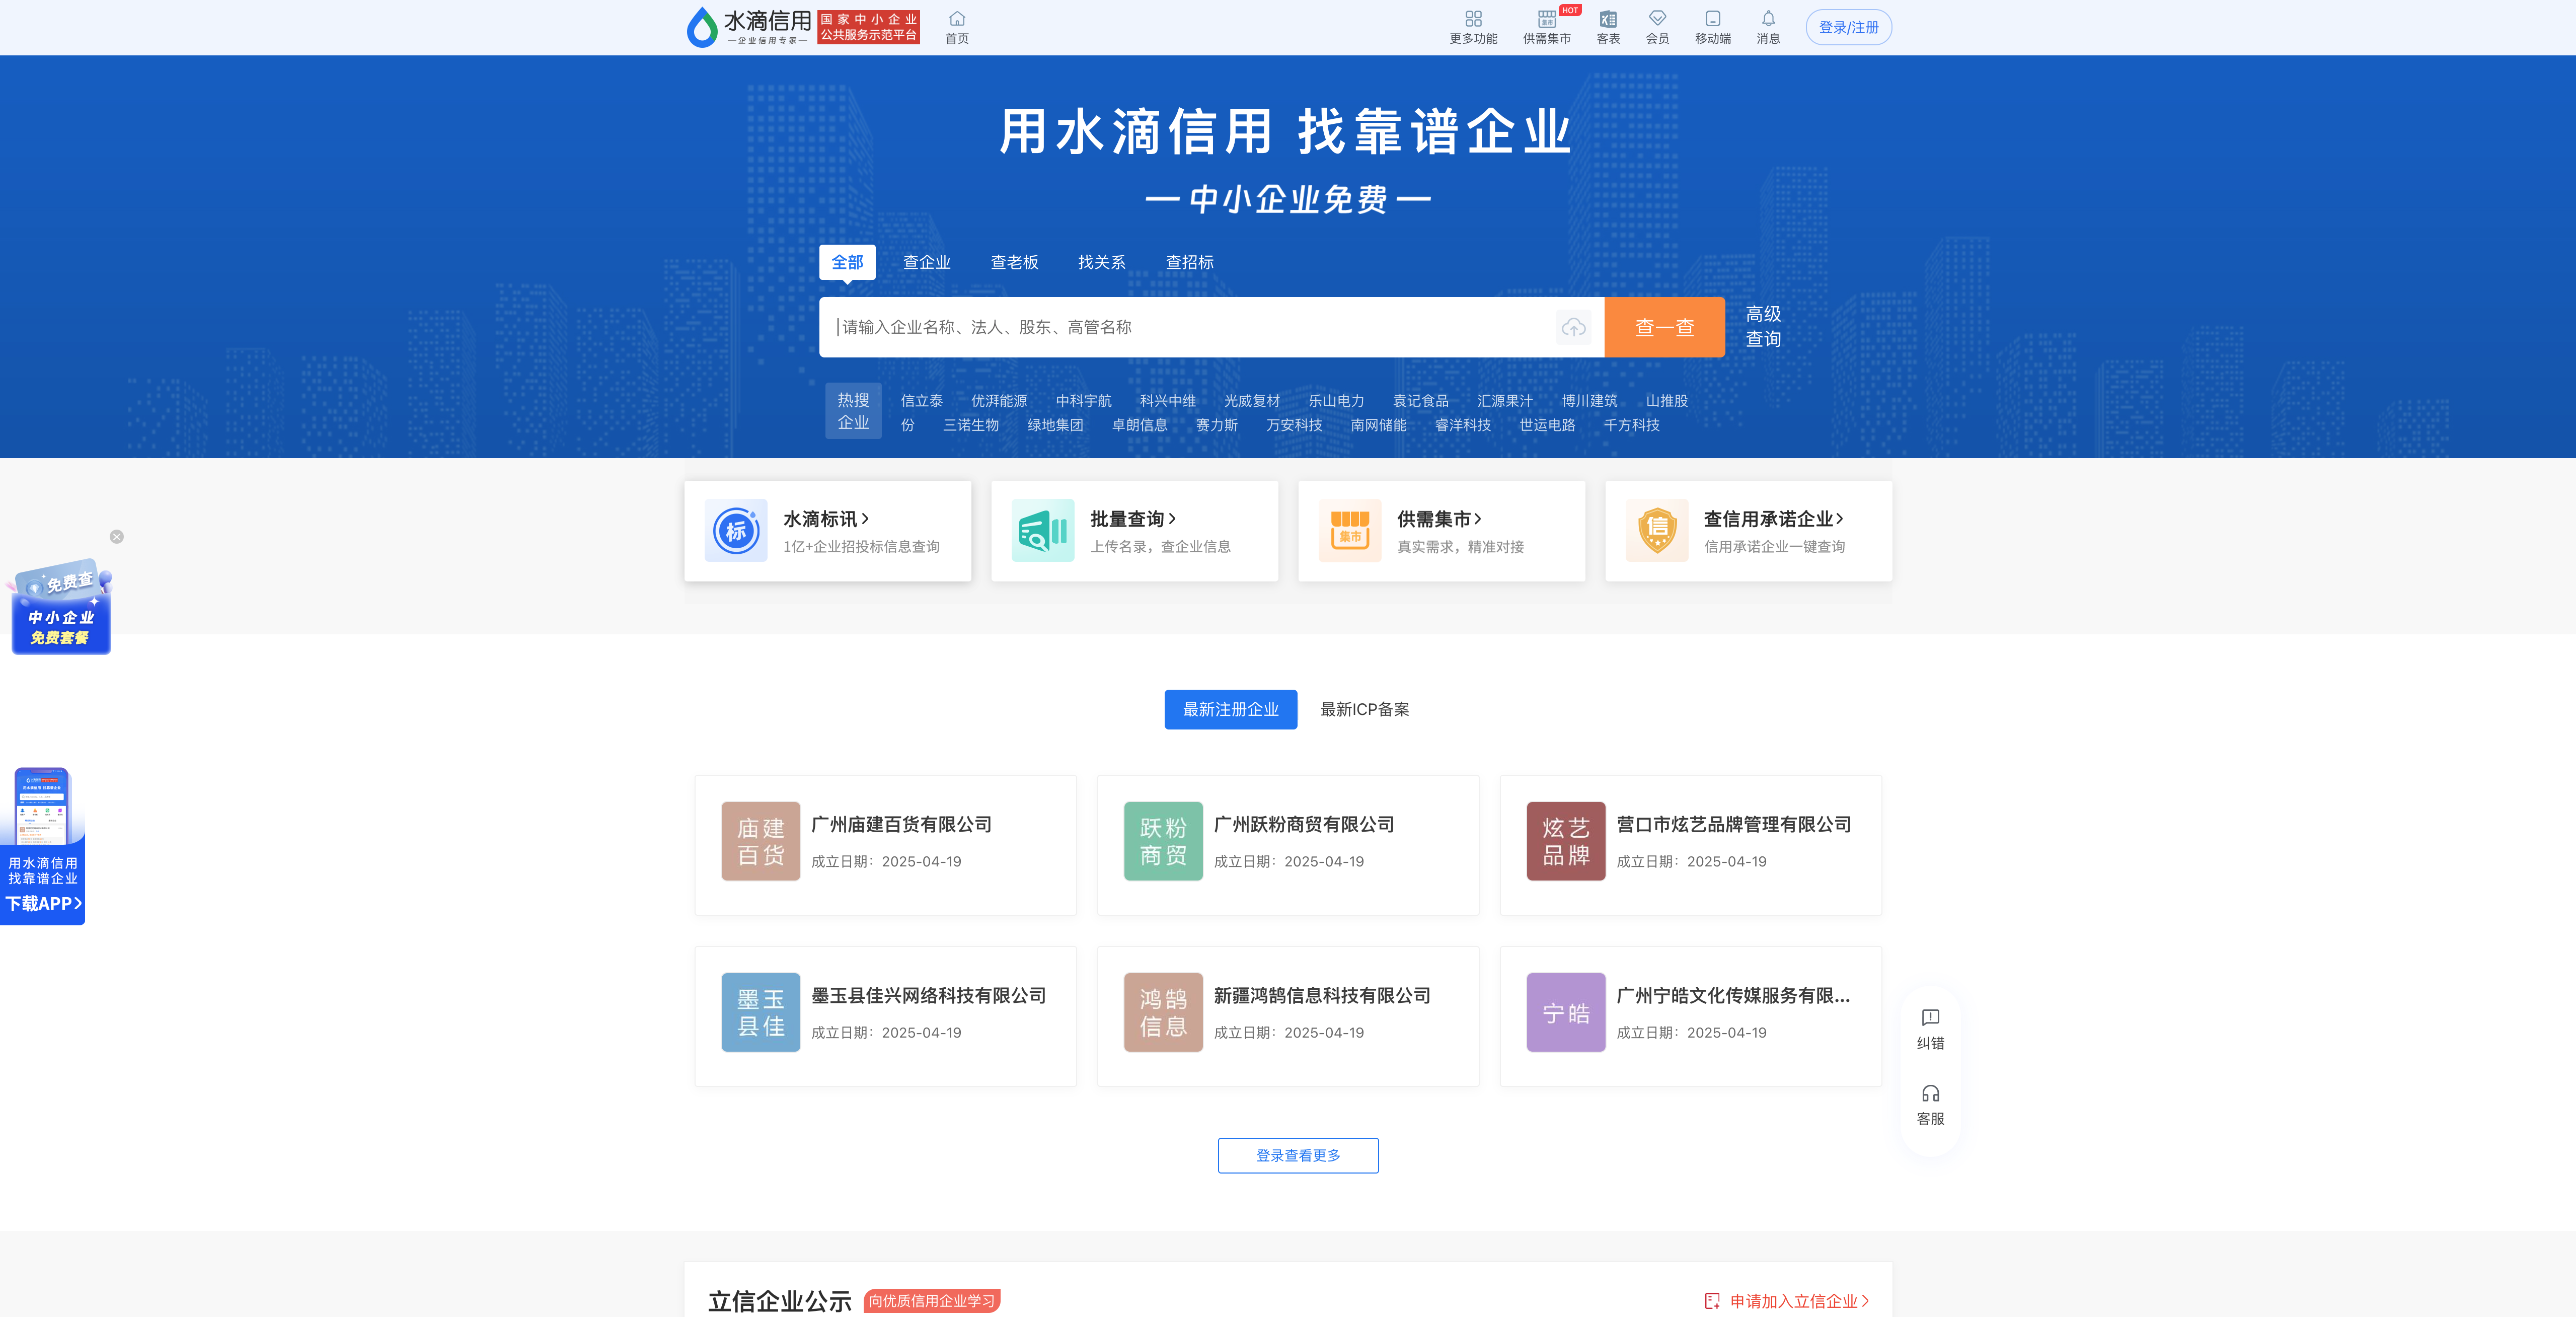 水滴信用
企业信用专家
国家中小企业
公共服务示范平台
首页
更多功能
集市
HOT
供需集市
客表
会员
移动端
消息
登录/注册
用水滴信用 找靠谱企业
中小企业免费
全部 查企业 查老板 找关系 查招标
请输入企业名称、法人、股东、高管名称
查一查
高级
查询
热搜
企业
信立泰 优湃能源 中科宇航 科兴中维 光威复材 乐山电力 袁记食品 汇源果汁 博川建筑 山推股
份 三诺生物 绿地集团 卓朗信息 赛力斯 万安科技 南网储能 睿洋科技 世运电路 千方科技
标
水滴标讯
1亿+企业招投标信息查询
批量查询
上传名录，查企业信息
集市
供需集市
真实需求，精准对接
信
查信用承诺企业
信用承诺企业一键查询
免费查
中小企业
免费套餐
最新注册企业 最新ICP备案
用水滴信用
找靠谱企业
下载APP
庙建
百货
广州庙建百货有限公司
成立日期：2025-04-19
跃粉
商贸
广州跃粉商贸有限公司
成立日期：2025-04-19
炫艺
品牌
营口市炫艺品牌管理有限公司
成立日期：2025-04-19
墨玉
县佳
墨玉县佳兴网络科技有限公司
成立日期：2025-04-19
鸿鹄
信息
新疆鸿鹄信息科技有限公司
成立日期：2025-04-19
宁皓
广州宁皓文化传媒服务有限...
成立日期：2025-04-19
纠错
客服
登录查看更多
立信企业公示
向优质信用企业学习
申请加入立信企业